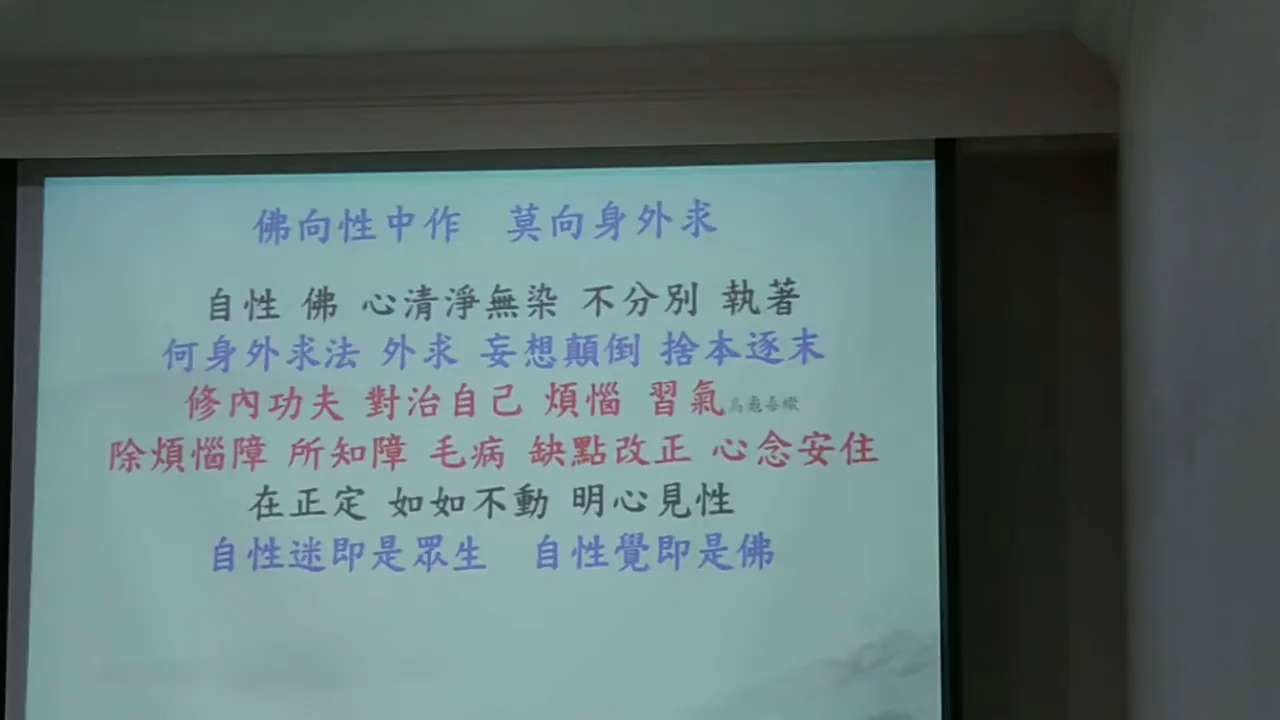 佛向性中作　莫向身外求
自性 佛 心清淨無染 不分別 執著
何身外求法 外求 妄想顛倒 捨本逐末
修內功夫 對治自己 煩惱 習氣
除煩惱障 所知障 毛病 缺點改正 心念安住
在正定 如如不動 明心見性
自性迷即是眾生　自性覺即是佛